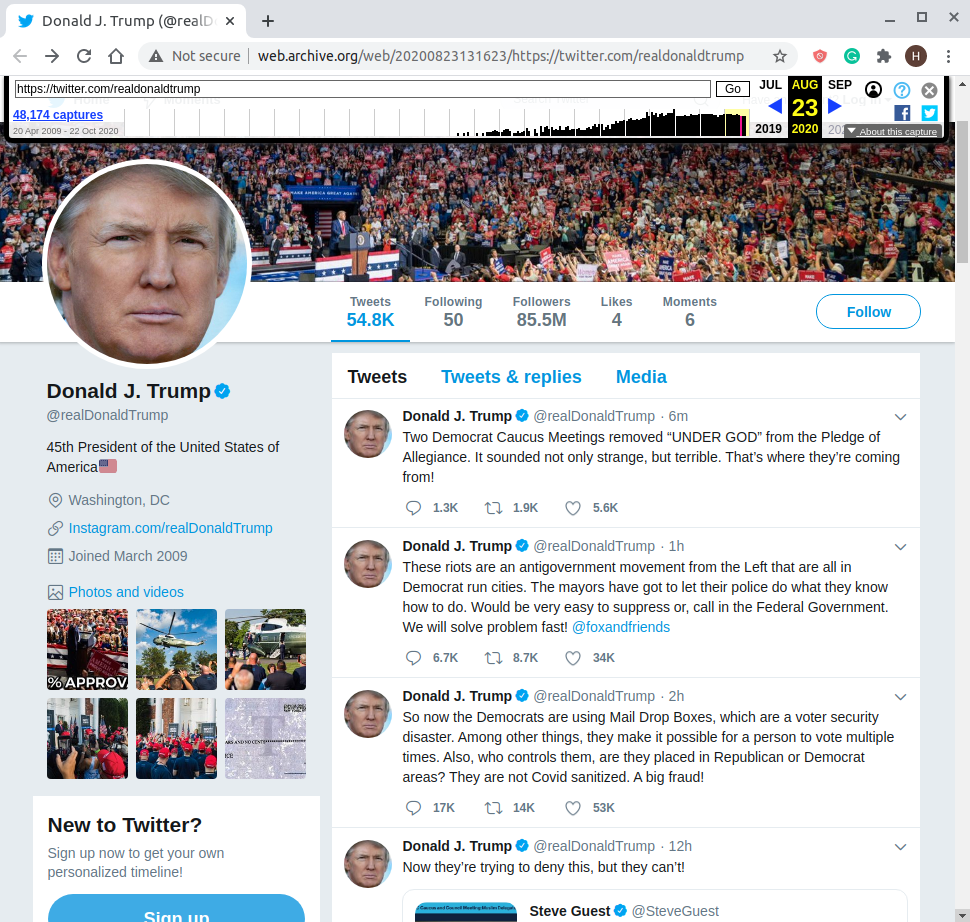 Donald J. Trump (@realD
Not secure
web.archive.org/web/20200823131623/https://twitter.com/realdonaldtrump
H
https://twitter.com/realdonaldtrump
Go
JUL
AUG
SEP
48,174 captures
23
20 Apr 2009 - 22 Oct 2020
2019
2020
About this capture
MAKE AMERICA GREAT AGAIN
Tweets
Following
Followers
Likes
Moments
54.8K
50
85.5M
4
6
Follow
Donald J. Trump
@realDonaldTrump
45th President of the United States of
America
Washington, DC
Instagram.com/realDonaldTrump
Joined March 2009
Photos and videos
% APPROV
ARS AND NO CENTS
New to Twitter?
Sign up now to get your own
personalized timeline!
Sign up
Tweets
Tweets & replies
Media
Donald J. Trump @realDonaldTrump · 6m
Two Democrat Caucus Meetings removed “UNDER GOD” from the Pledge of
Allegiance. It sounded not only strange, but terrible. That’s where they’re coming
from!
1.3K 1.9K 5.6K
Donald J. Trump @realDonaldTrump · 1h
These riots are an antigovernment movement from the Left that are all in
Democrat run cities. The mayors have got to let their police do what they know
how to do. Would be very easy to suppress or, call in the Federal Government.
We will solve problem fast! @foxandfriends
6.7K 8.7K 34K
Donald J. Trump @realDonaldTrump · 2h
So now the Democrats are using Mail Drop Boxes, which are a voter security
disaster. Among other things, they make it possible for a person to vote multiple
times. Also, who controls them, are they placed in Republican or Democrat
areas? They are not Covid sanitized. A big fraud!
17K 14K 53K
Donald J. Trump @realDonaldTrump · 12h
Now they’re trying to deny this, but they can’t!
Steve Guest @SteveGuest